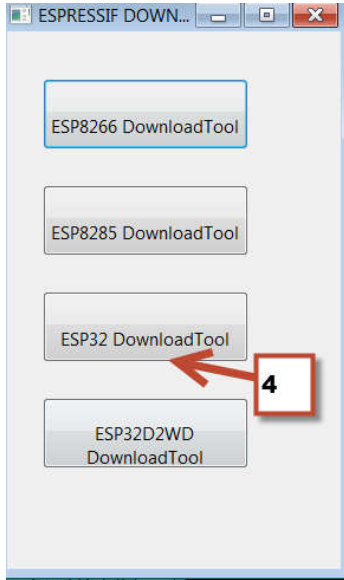 ESPRESSIF DOWN...
ESP8266 DownloadTool
ESP8285 DownloadTool
ESP32 DownloadTool
4
ESP32D2WD
DownloadTool